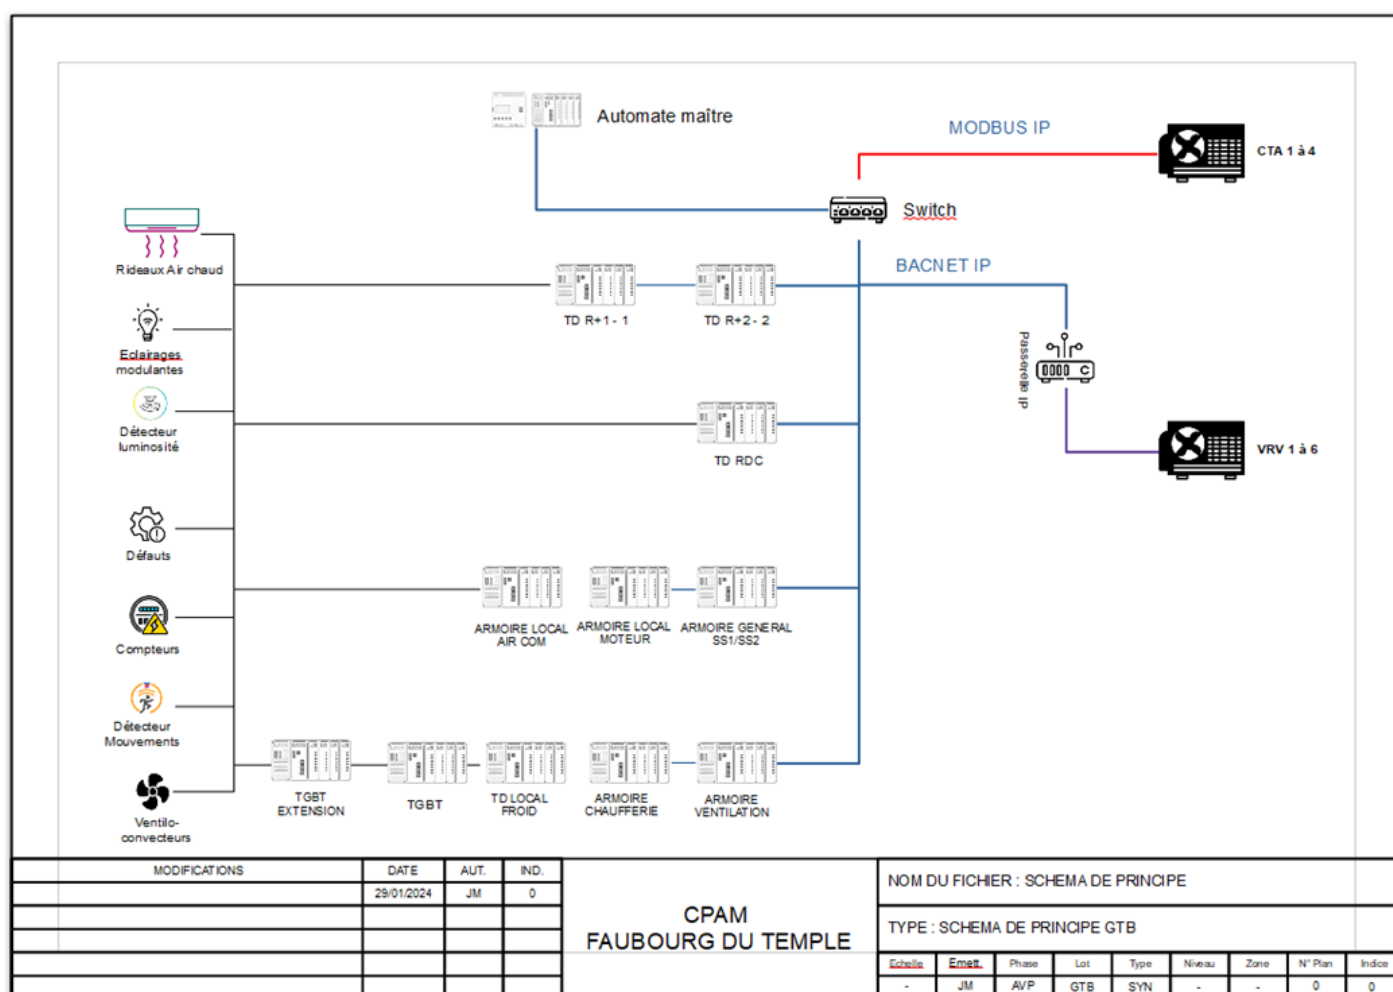 Automate maître
MODBUS IP
CTA 1 à 4
Switch
Rideaux Air chaud
BACNET IP
TD R+1 - 1
TD R+2 - 2
Passerelle IP
Eclairages
modulantes
Détecteur
luminosité
TD RDC
VRV 1 à 6
Défauts
ARMOIRE LOCAL
AIR COM
ARMOIRE LOCAL
MOTEUR
ARMOIRE GENERAL
SS1/SS2
Compteurs
Détecteur
Mouvements
TGBT
EXTENSION
TGBT
TD LOCAL
FROID
ARMOIRE
CHAUFFERIE
ARMOIRE
VENTILATION
Ventilo-
convecteurs
MODIFICATIONS DATE AUT. IND.
29/01/2024 JM 0
CPAM
FAUBOURG DU TEMPLE
NOM DU FICHIER : SCHEMA DE PRINCIPE
TYPE : SCHEMA DE PRINCIPE GTB
Echelle Emett. Phase Lot Type Niveau Zone N° Plan Indice
- JM AVP GTB SYN - - 0 0